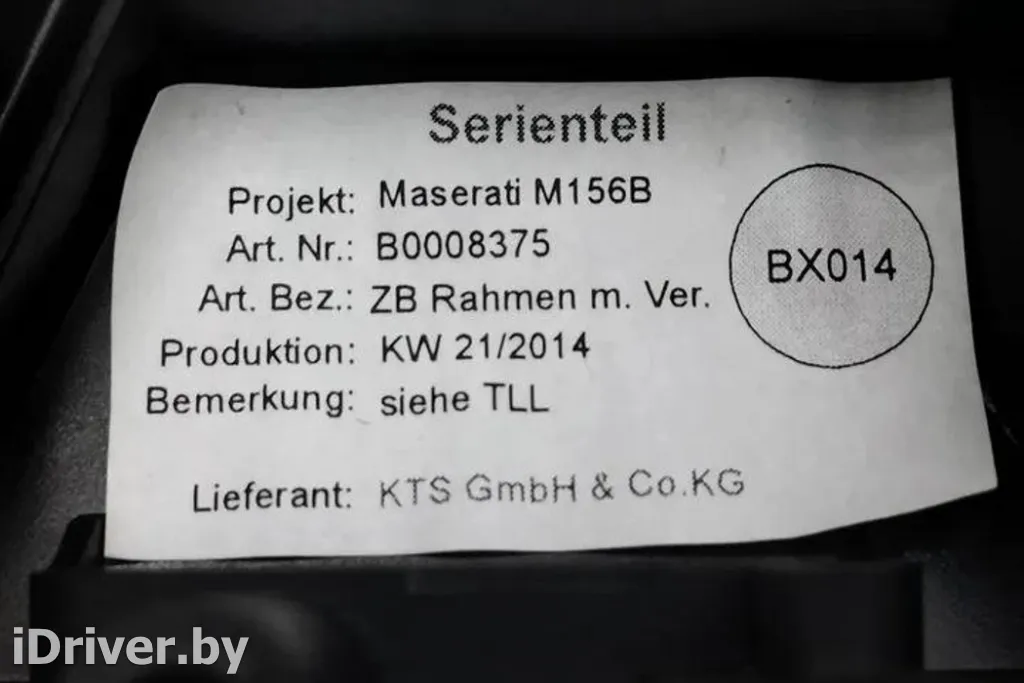 Serienteil
Projekt: Maserati M156B
Art. Nr.: B0008375
BX014
Art. Bez.: ZB Rahmen m. Ver.
Produktion: KW 21/2014
Bemerkung: siehe TLL
Lieferant: KTS GmbH & Co.KG
iDriver.by